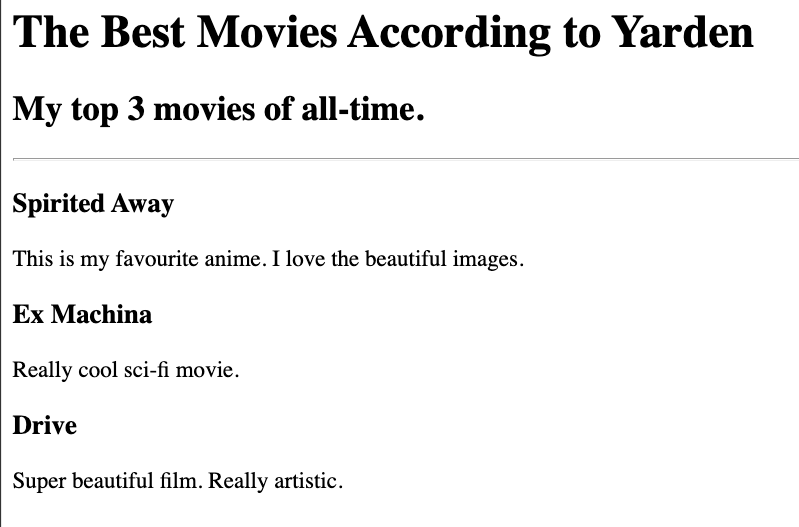 The Best Movies According to Yarden
My top 3 movies of all-time.
Spirited Away
This is my favourite anime. I love the beautiful images.
Ex Machina
Really cool sci-fi movie.
Drive
Super beautiful film. Really artistic.